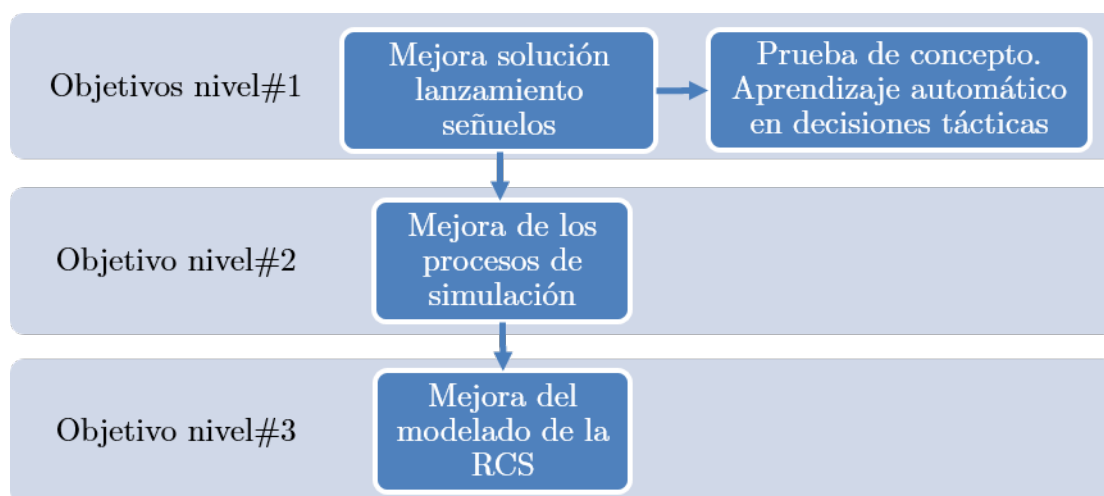 Objetivos nivel#1
Mejora solución
lanzamiento
señuelos
Prueba de concepto.
Aprendizaje automático
en decisiones tácticas
Objetivo nivel#2
Mejora de los
procesos de
simulación
Objetivo nivel#3
Mejora del
modelado de la
RCS